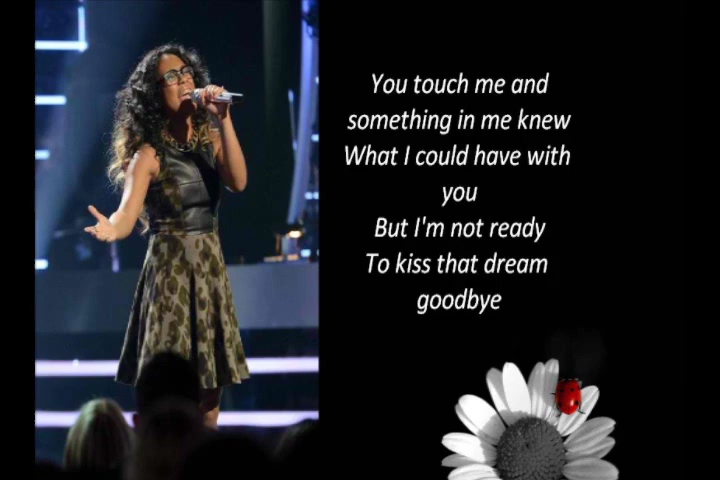 You touch me and
something in me knew
What I could have with
you
But I'm not ready
To kiss that dream
goodbye